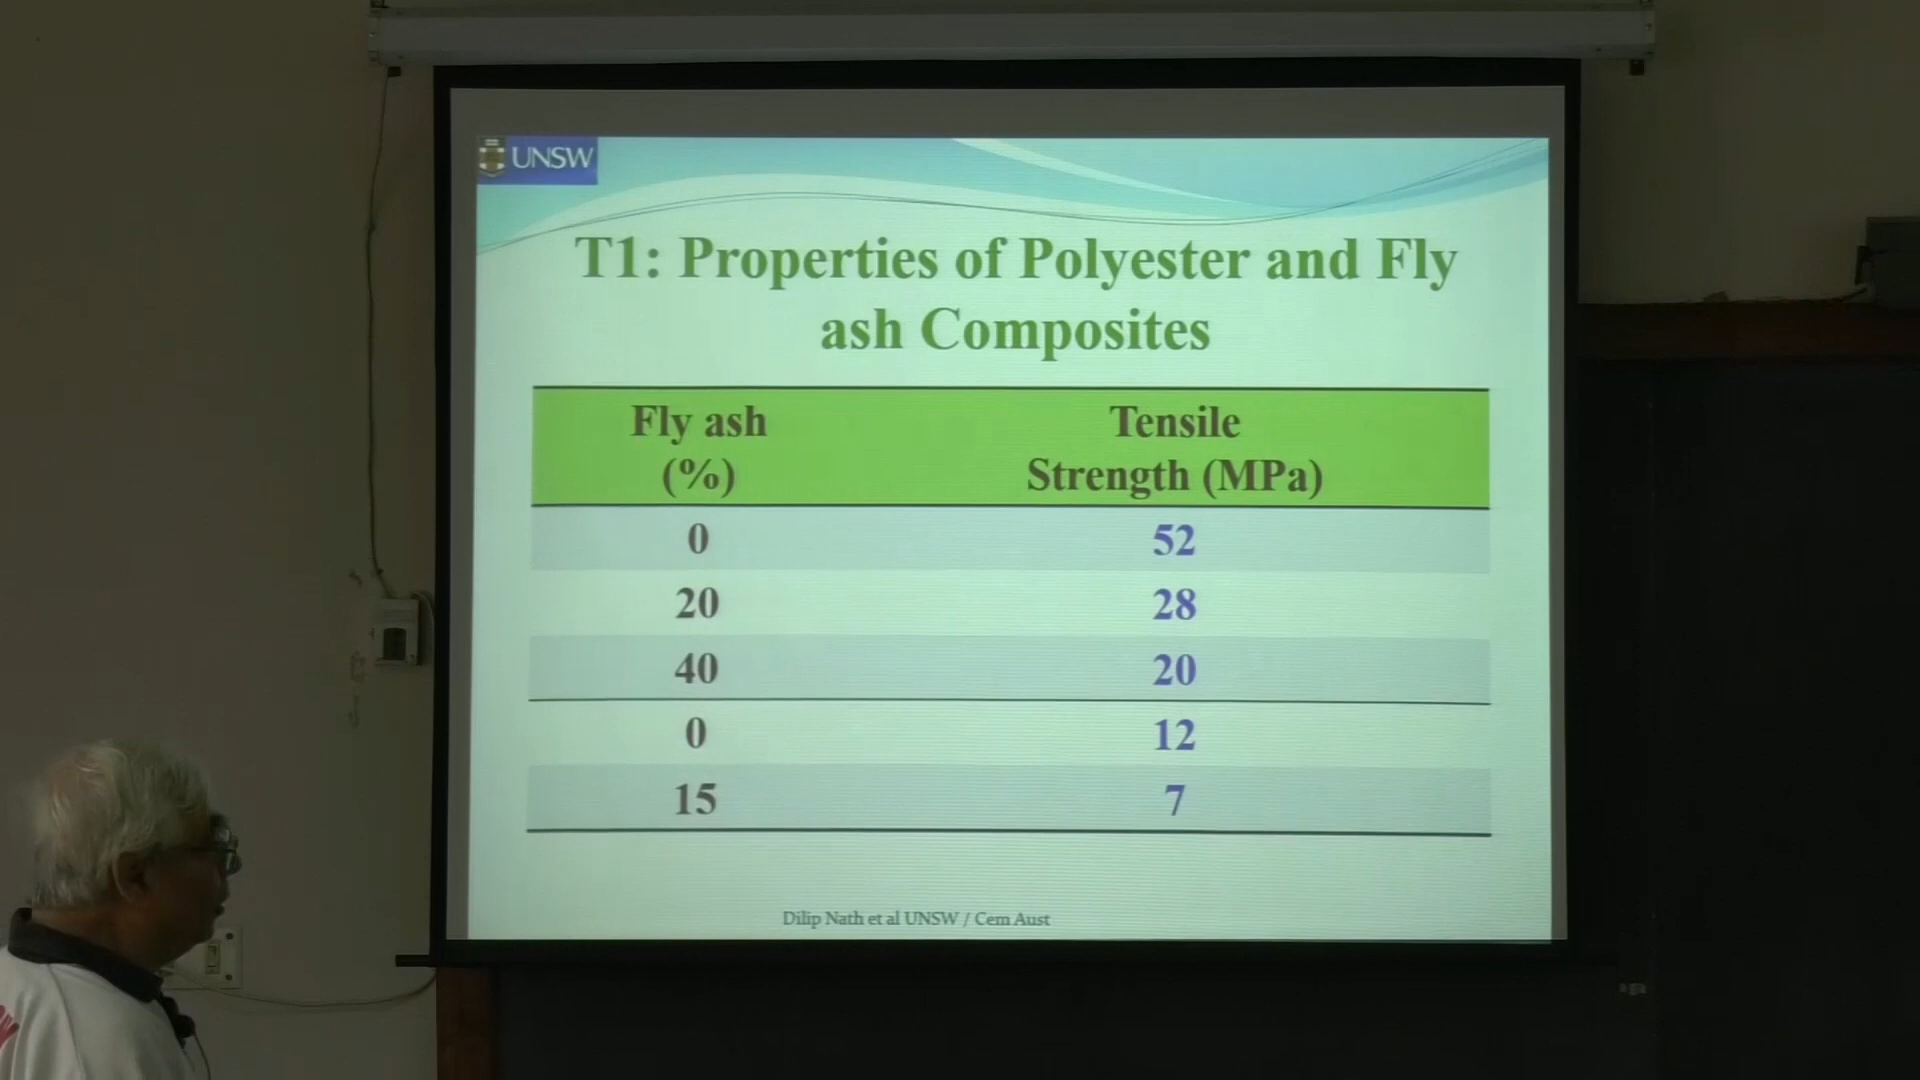 UNSW
T1: Properties of Polyester and Fly
ash Composites
Fly ash
(%)
Tensile
Strength (MPa)
0 52
20 28
40 20
0 12
15 7
Dilip Nath et al UNSW / Cem Aust